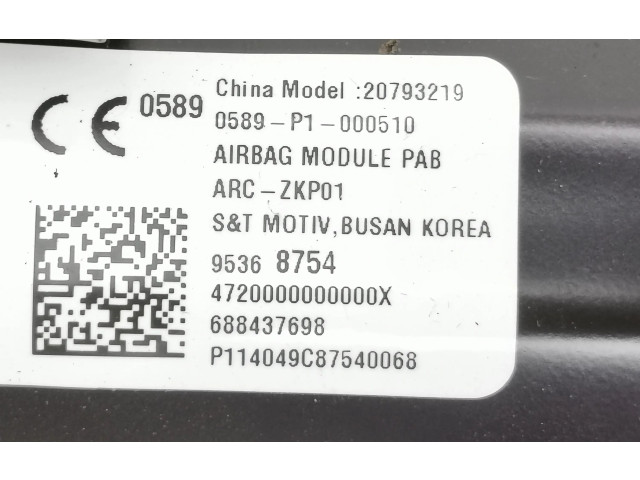 CE 0589
China Model :20793219
0589-P1-000510
AIRBAG MODULE PAB
ARC-ZKP01
S&T MOTIV,BUSAN KOREA
9536 8754
4720000000000X
688437698
P114049C87540068